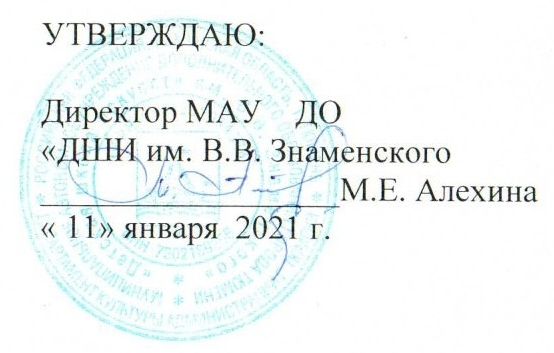 УТВЕРЖДАЮ:
Директор МАУ ДО
«ДШИ им. В.В. Знаменского
М.Е. Алехина
« 11» января 2021 г.